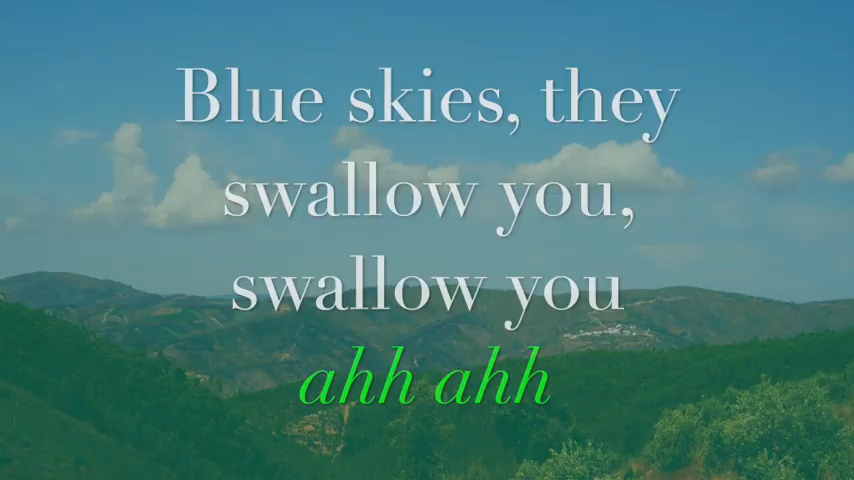 Blue skies, they
swallow you,
swallow you
ahh ahh